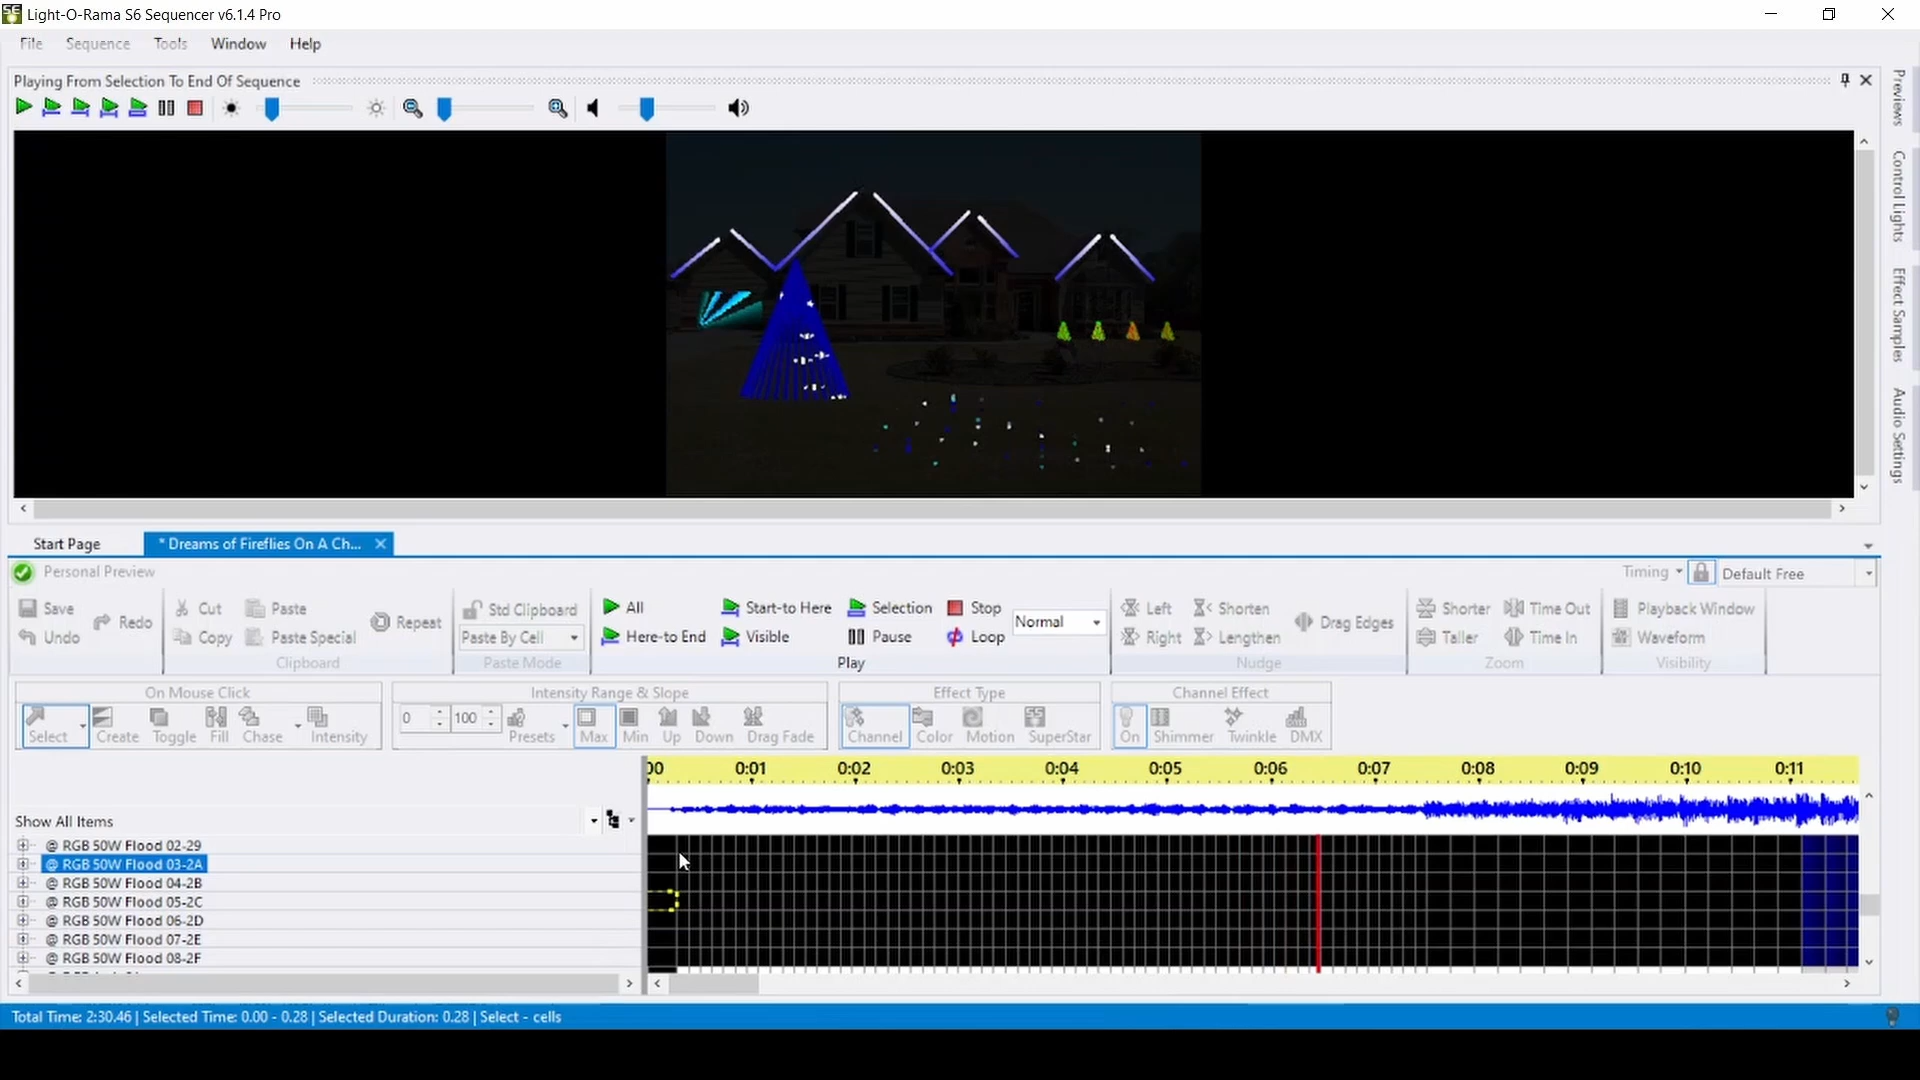 Light-O-Rama S6 Sequencer v6.1.4 Pro
File Sequence Tools Window Help
Playing From Selection To End Of Sequence
Previews
Control Lights
Effect Samples
Audio Settings
Start Page * Dreams of Fireflies On A Ch...
Personal Preview Timing Default Free
Save Cut Paste Std Clipboard All Start-to Here Selection Stop Normal Left Shorten Shorter Time Out Playback Window
Redo Repeat Drag Edges
Undo Copy Paste Special Paste By Cell Here-to End Visible Pause Loop Right Lengthen Taller Time In Waveform
Clipboard Paste Mode Play Nudge Zoom Visibility
On Mouse Click Intensity Range & Slope Effect Type Channel Effect
0 100
Select Create Toggle Fill Chase Intensity Presets Max Min Up Down Drag Fade Channel Color Motion SuperStar On Shimmer Twinkle DMX
00 0:01 0:02 0:03 0:04 0:05 0:06 0:07 0:08 0:09 0:10 0:11
Show All Items
@ RGB 50W Flood 02-29
@ RGB 50W Flood 03-2A
@ RGB 50W Flood 04-2B
@ RGB 50W Flood 05-2C
@ RGB 50W Flood 06-2D
@ RGB 50W Flood 07-2E
@ RGB 50W Flood 08-2F
Total Time: 2:30.46 | Selected Time: 0.00 - 0.28 | Selected Duration: 0.28 | Select - cells